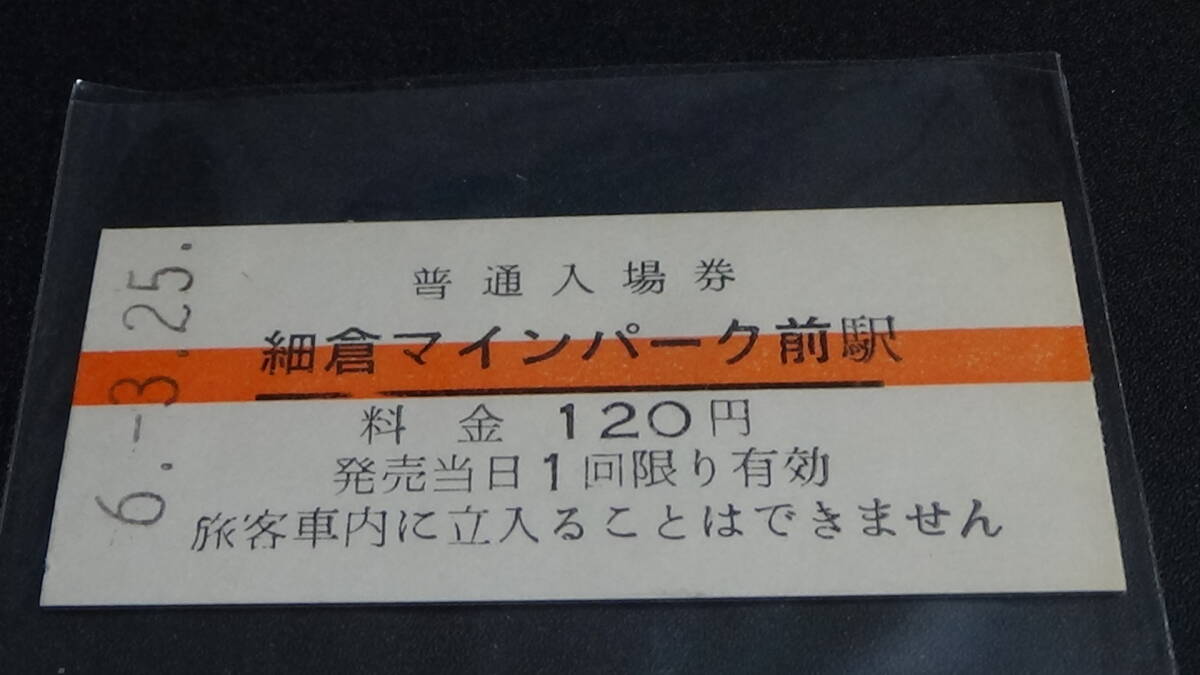 普通入場券
細倉マインパーク前駅
料金 120円
発売当日1回限り有効
旅客車内に立入ることはできません
6.-3.25.